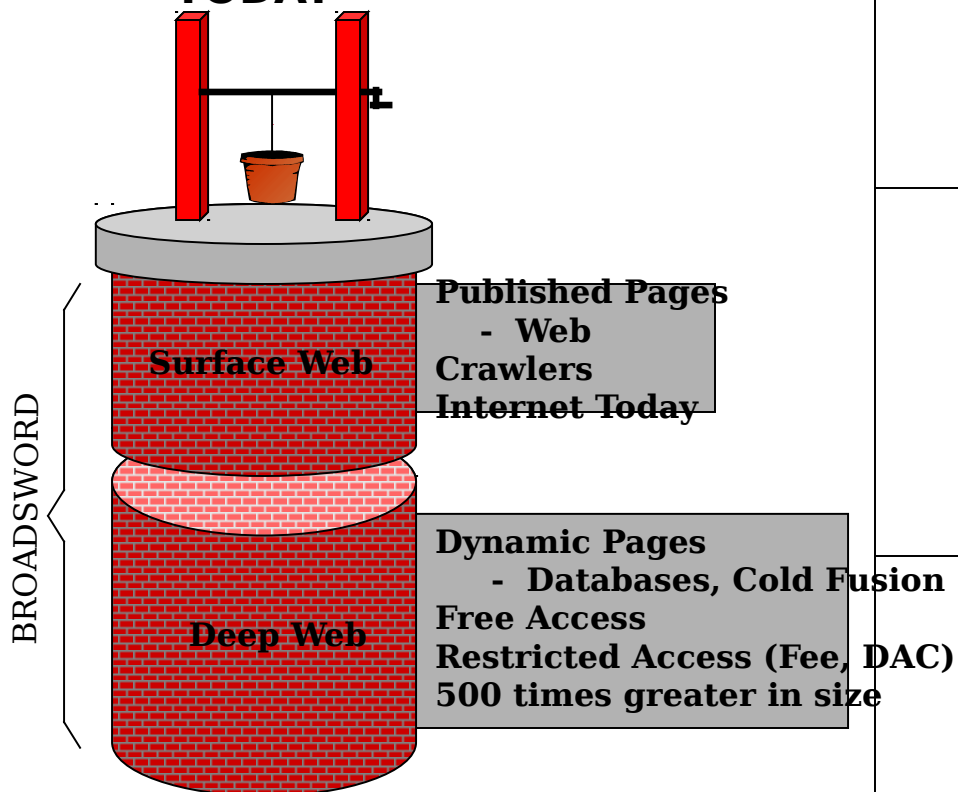 TODAY
Published Pages
- Web
Crawlers
Internet Today
Surface Web
BROADSWORD
Dynamic Pages
- Databases, Cold Fusion
Free Access
Restricted Access (Fee, DAC)
500 times greater in size
Deep Web